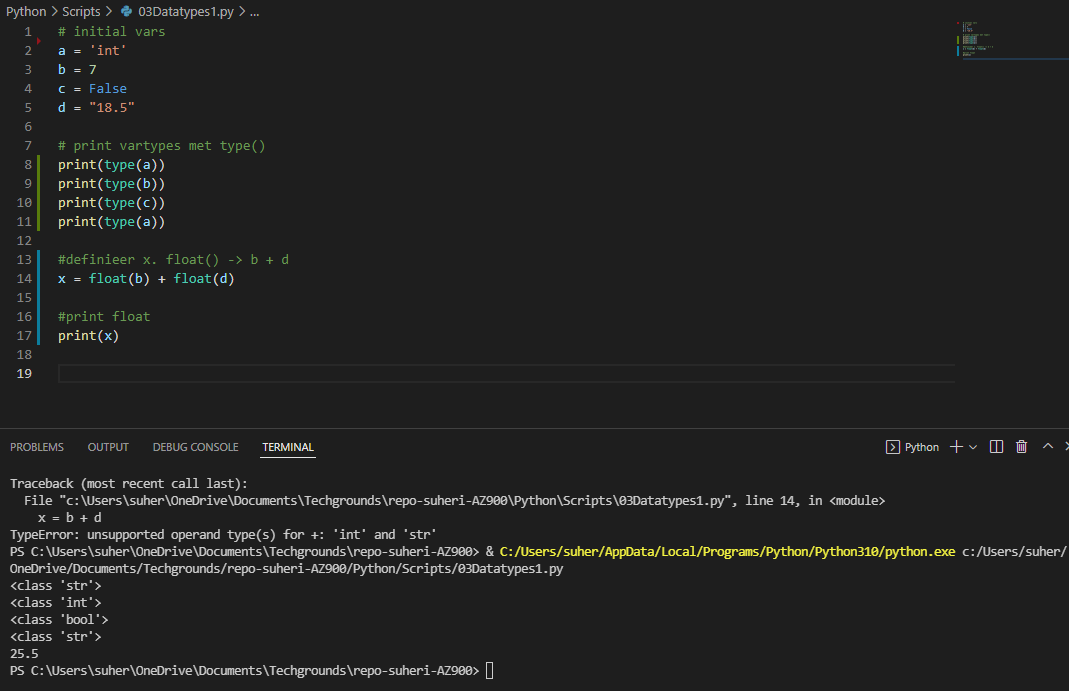 Python > Scripts > 03Datatypes1.py > ...
1 # initial vars
2 a = 'int'
3 b = 7
4 c = False
5 d = "18.5"
6
7 # print vartypes met type()
8 print(type(a))
9 print(type(b))
10 print(type(c))
11 print(type(a))
12
13 #definieer x. float() -> b + d
14 x = float(b) + float(d)
15
16 #print float
17 print(x)
18
19
PROBLEMS OUTPUT DEBUG CONSOLE TERMINAL Python
Traceback (most recent call last):
  File "c:\Users\suher\OneDrive\Documents\Techgrounds\repo-suheri-AZ900\Python\Scripts\03Datatypes1.py", line 14, in <module>
    x = b + d
TypeError: unsupported operand type(s) for +: 'int' and 'str'
PS C:\Users\suher\OneDrive\Documents\Techgrounds\repo-suheri-AZ900> & C:/Users/suher/AppData/Local/Programs/Python/Python310/python.exe c:/Users/suher/
OneDrive/Documents/Techgrounds/repo-suheri-AZ900/Python/Scripts/03Datatypes1.py
<class 'str'>
<class 'int'>
<class 'bool'>
<class 'str'>
25.5
PS C:\Users\suher\OneDrive\Documents\Techgrounds\repo-suheri-AZ900>